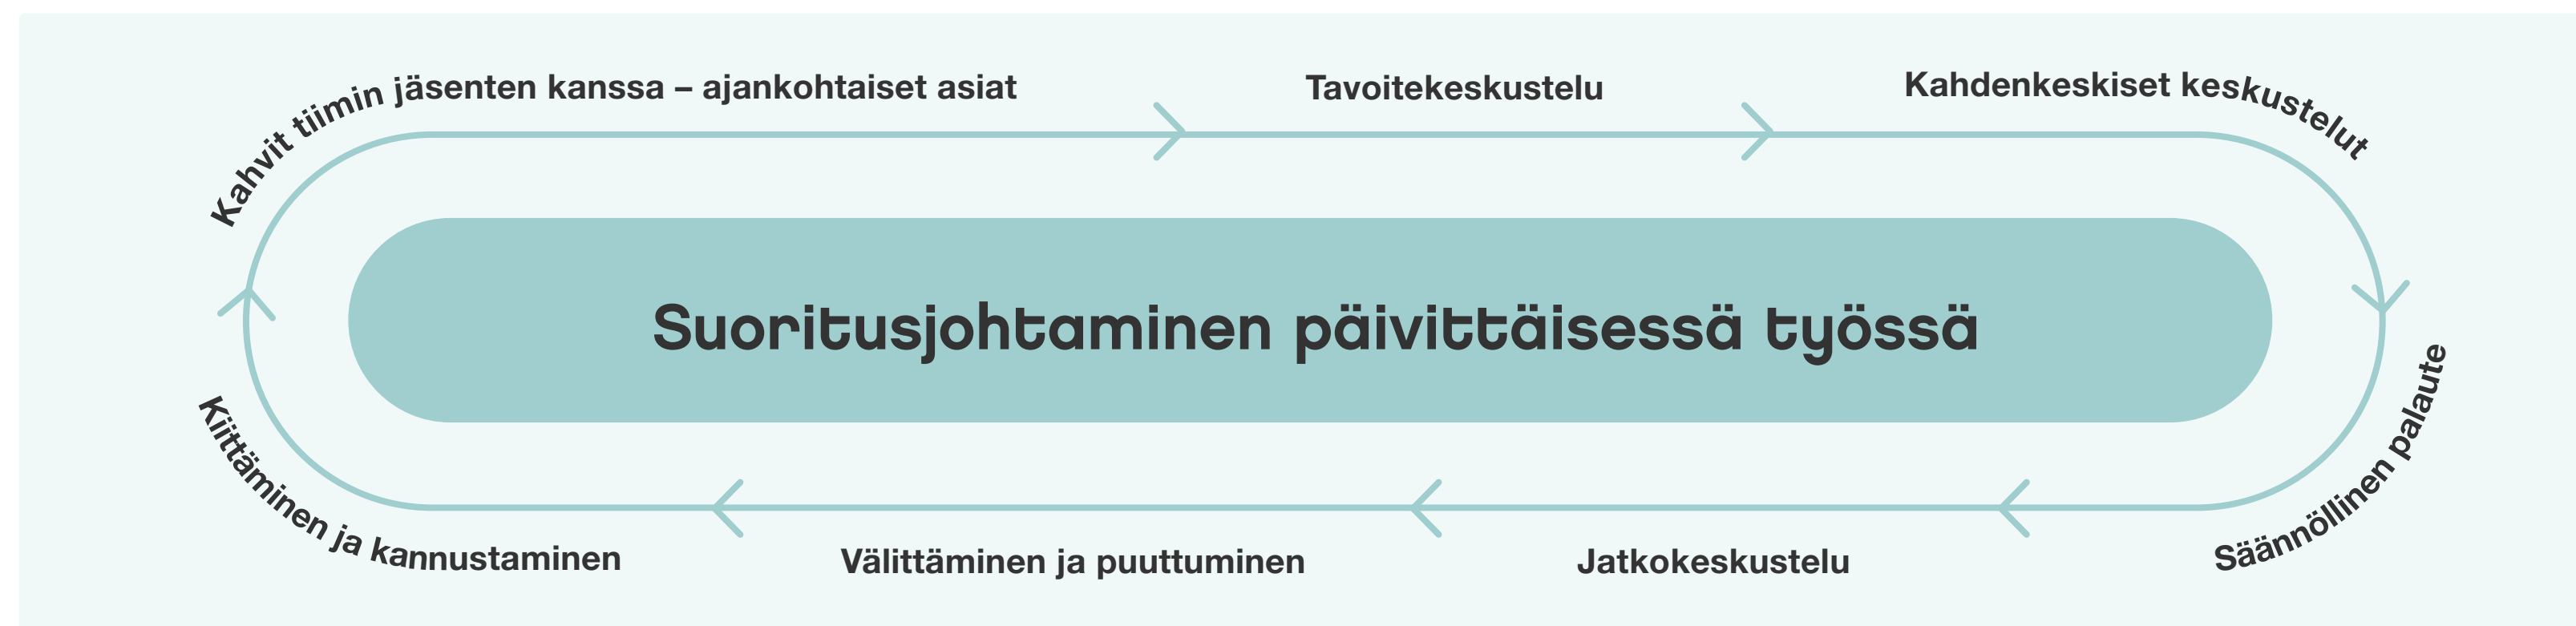 Kahvit tiimin jäsenten kanssa – ajankohtaiset asiat
Tavoitekeskustelu
Kahdenkeskiset keskustelut
Suoritusjohtaminen päivittäisessä työssä
Säännöllinen palaute
Jatkokeskustelu
Välittäminen ja puuttuminen
Kiittäminen ja kannustaminen